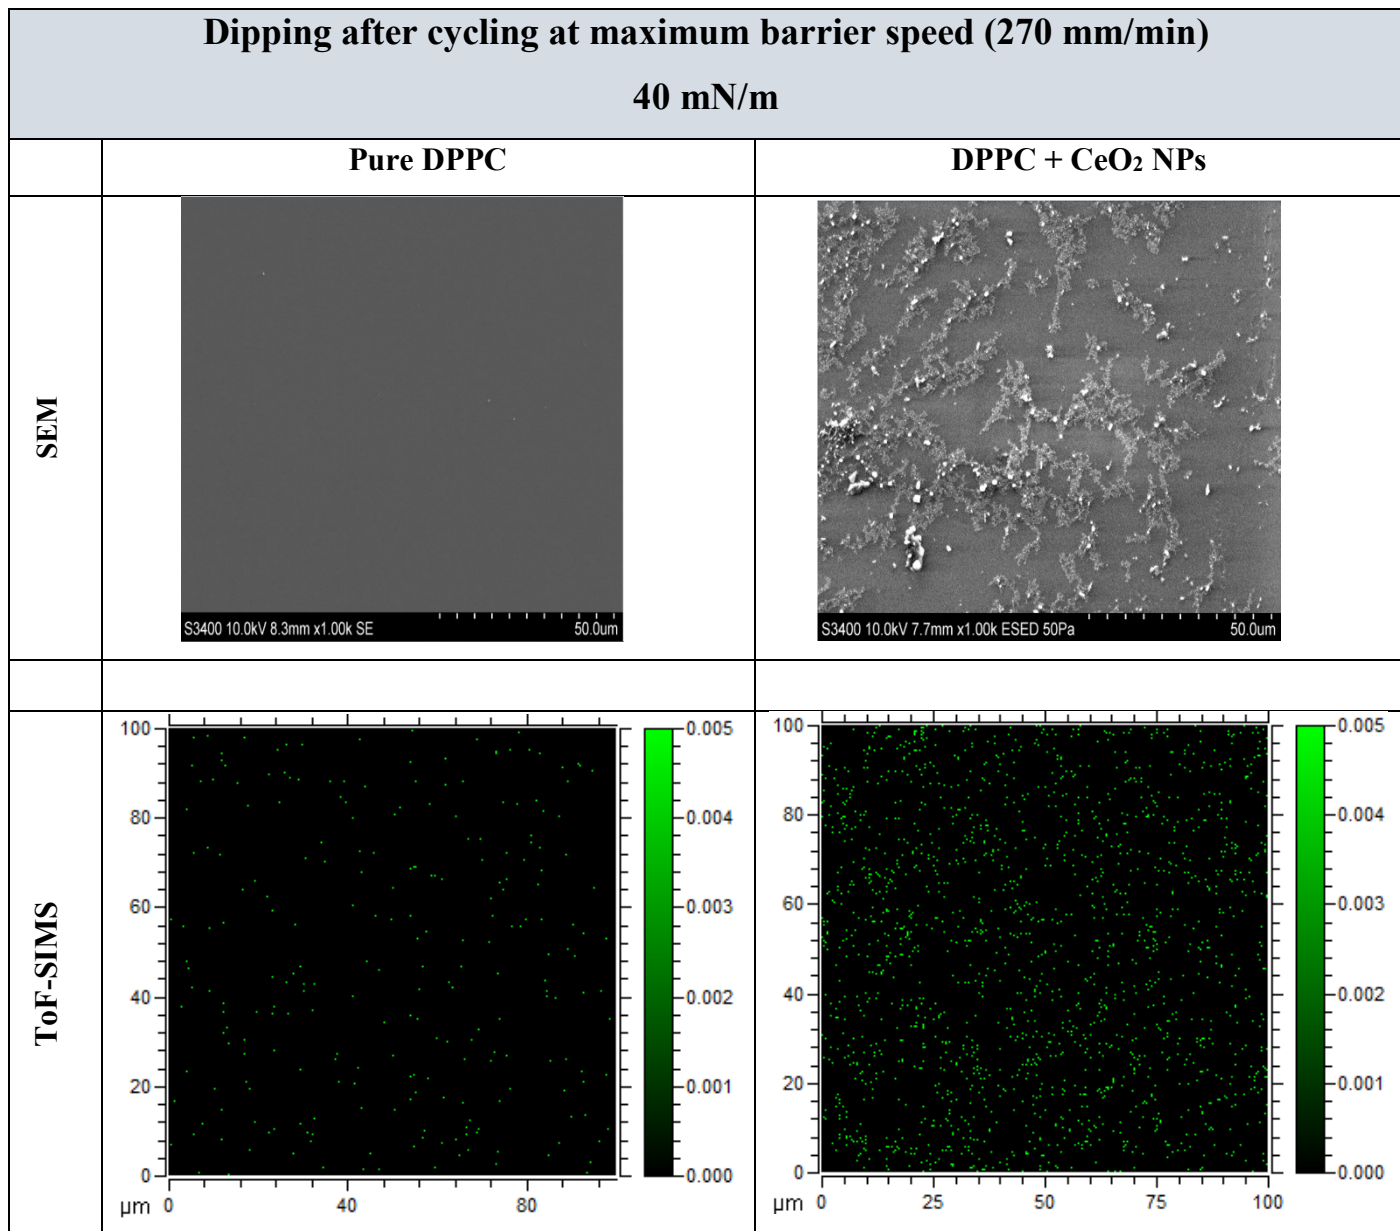 Dipping after cycling at maximum barrier speed (270 mm/min)
40 mN/m
Pure DPPC
DPPC + CeO₂ NPs
SEM
S3400 10.0kV 8.3mm x1.00k SE
50.0um
S3400 10.0kV 7.7mm x1.00k ESED 50Pa
50.0um
ToF-SIMS
100
80
60
40
20
0
µm
0
40
80
0.005
0.004
0.003
0.002
0.001
0.000
100
80
60
40
20
0
µm
0
25
50
75
100
0.005
0.004
0.003
0.002
0.001
0.000